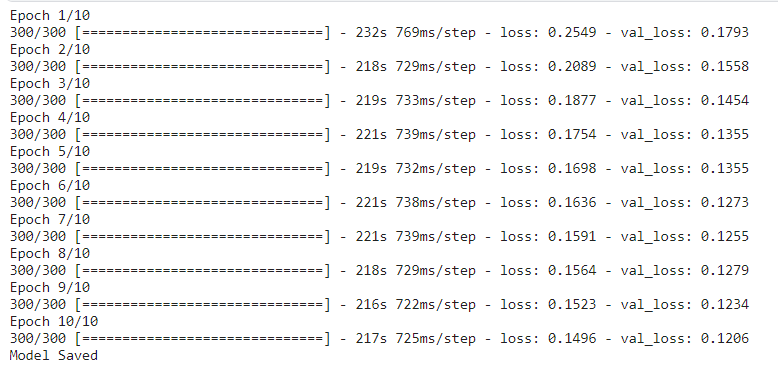 Epoch 1/10
300/300 [==============================] - 232s 769ms/step - loss: 0.2549 - val_loss: 0.1793
Epoch 2/10
300/300 [==============================] - 218s 729ms/step - loss: 0.2089 - val_loss: 0.1558
Epoch 3/10
300/300 [==============================] - 219s 733ms/step - loss: 0.1877 - val_loss: 0.1454
Epoch 4/10
300/300 [==============================] - 221s 739ms/step - loss: 0.1754 - val_loss: 0.1355
Epoch 5/10
300/300 [==============================] - 219s 732ms/step - loss: 0.1698 - val_loss: 0.1355
Epoch 6/10
300/300 [==============================] - 221s 738ms/step - loss: 0.1636 - val_loss: 0.1273
Epoch 7/10
300/300 [==============================] - 221s 739ms/step - loss: 0.1591 - val_loss: 0.1255
Epoch 8/10
300/300 [==============================] - 218s 729ms/step - loss: 0.1564 - val_loss: 0.1279
Epoch 9/10
300/300 [==============================] - 216s 722ms/step - loss: 0.1523 - val_loss: 0.1234
Epoch 10/10
300/300 [==============================] - 217s 725ms/step - loss: 0.1496 - val_loss: 0.1206
Model Saved